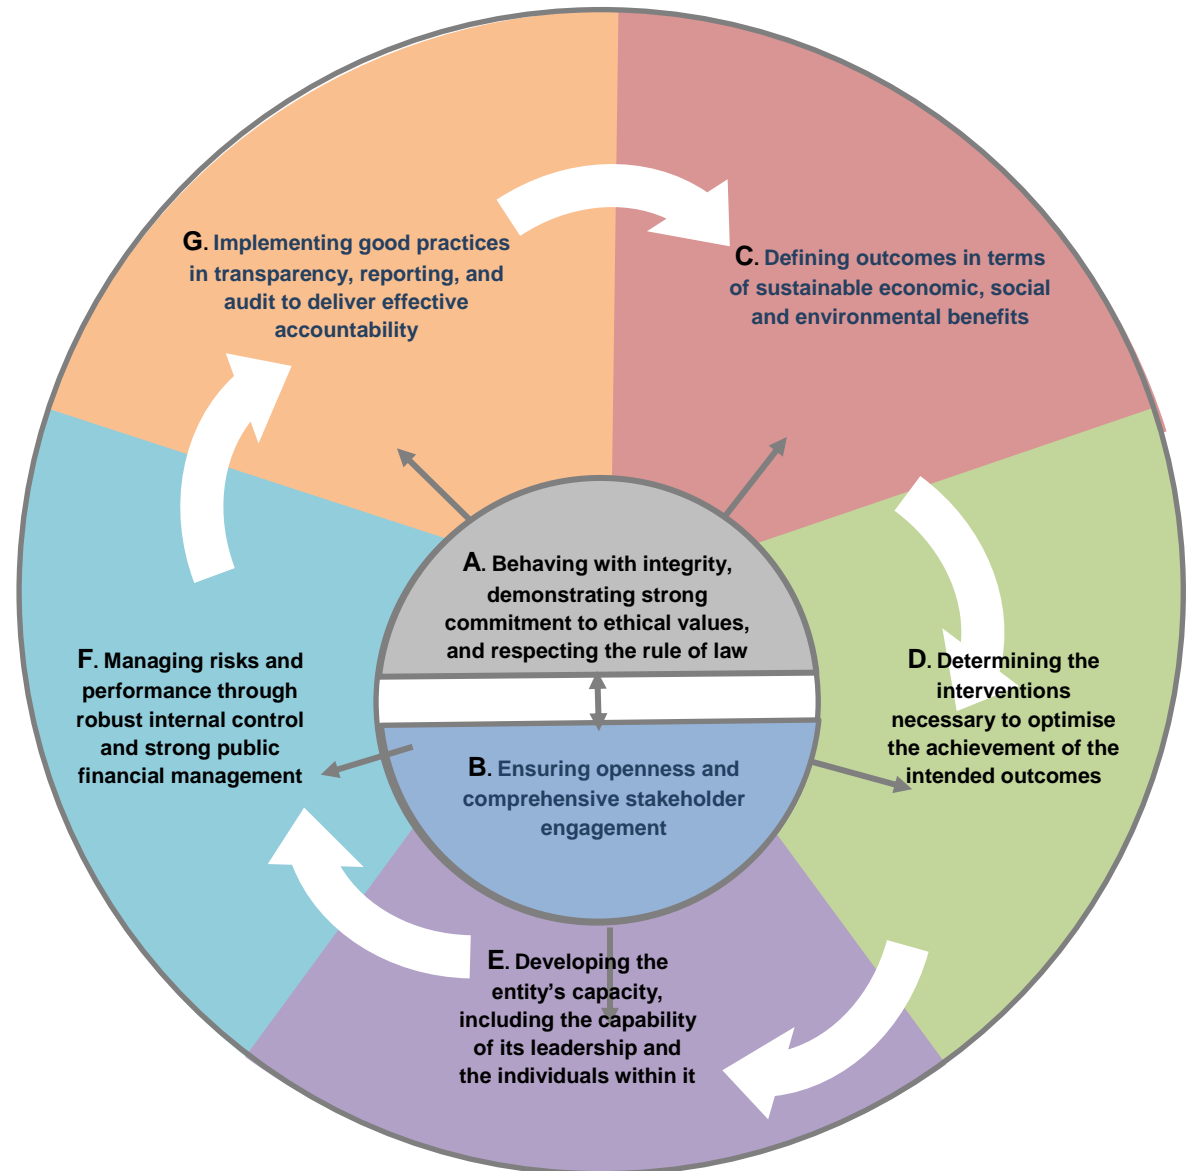 G. Implementing good practices
in transparency, reporting, and
audit to deliver effective
accountability
C. Defining outcomes in terms
of sustainable economic, social
and environmental benefits
A. Behaving with integrity,
demonstrating strong
commitment to ethical values,
and respecting the rule of law
F. Managing risks and
performance through
robust internal control
and strong public
financial management
D. Determining the
interventions
necessary to optimise
the achievement of the
intended outcomes
B. Ensuring openness and
comprehensive stakeholder
engagement
E. Developing the
entity’s capacity,
including the capability
of its leadership and
the individuals within it